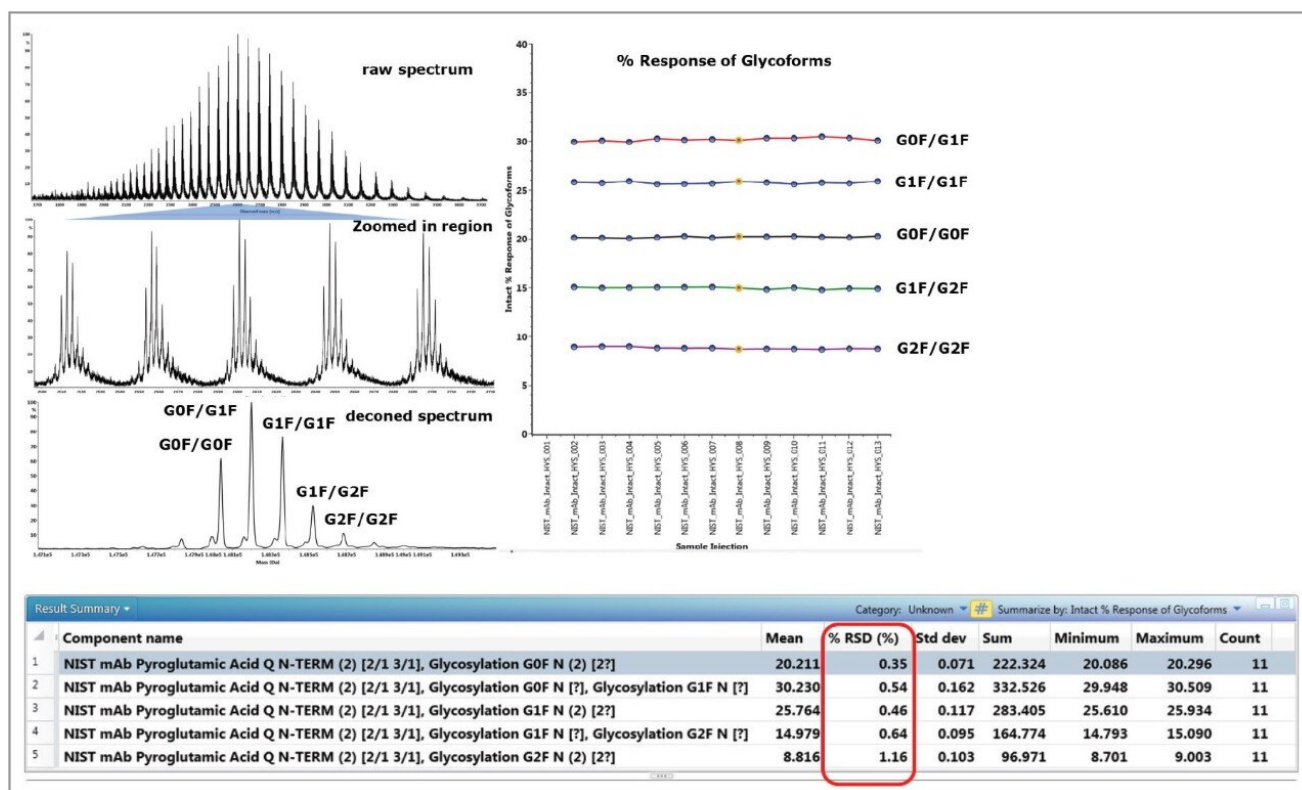 raw spectrum
Zoomed in region
deconed spectrum
G0F/G1F
G1F/G1F
G0F/G0F
G1F/G2F
G2F/G2F
Mass [Da]
% Response of Glycoforms
Intact % Response of Glycoforms
40
35
30
25
20
15
10
5
0
G0F/G1F
G1F/G1F
G0F/G0F
G1F/G2F
G2F/G2F
NIST_mAb_Intact_HYS_001
NIST_mAb_Intact_HYS_002
NIST_mAb_Intact_HYS_003
NIST_mAb_Intact_HYS_004
NIST_mAb_Intact_HYS_005
NIST_mAb_Intact_HYS_006
NIST_mAb_Intact_HYS_007
NIST_mAb_Intact_HYS_008
NIST_mAb_Intact_HYS_009
NIST_mAb_Intact_HYS_010
NIST_mAb_Intact_HYS_011
NIST_mAb_Intact_HYS_012
NIST_mAb_Intact_HYS_013
Sample Injection
Result Summary Category: Unknown # Summarize by: Intact % Response of Glycoforms
Component name Mean % RSD (%) Std dev Sum Minimum Maximum Count
1 NIST mAb Pyroglutamic Acid Q N-TERM (2) [2/1 3/1], Glycosylation G0F N (2) [2?] 20.211 0.35 0.071 222.324 20.086 20.296 11
2 NIST mAb Pyroglutamic Acid Q N-TERM (2) [2/1 3/1], Glycosylation G0F N [?], Glycosylation G1F N [?] 30.230 0.54 0.162 332.526 29.948 30.509 11
3 NIST mAb Pyroglutamic Acid Q N-TERM (2) [2/1 3/1], Glycosylation G1F N (2) [2?] 25.764 0.46 0.117 283.405 25.610 25.934 11
4 NIST mAb Pyroglutamic Acid Q N-TERM (2) [2/1 3/1], Glycosylation G1F N [?], Glycosylation G2F N [?] 14.979 0.64 0.095 164.774 14.793 15.090 11
5 NIST mAb Pyroglutamic Acid Q N-TERM (2) [2/1 3/1], Glycosylation G2F N (2) [2?] 8.816 1.16 0.103 96.971 8.701 9.003 11